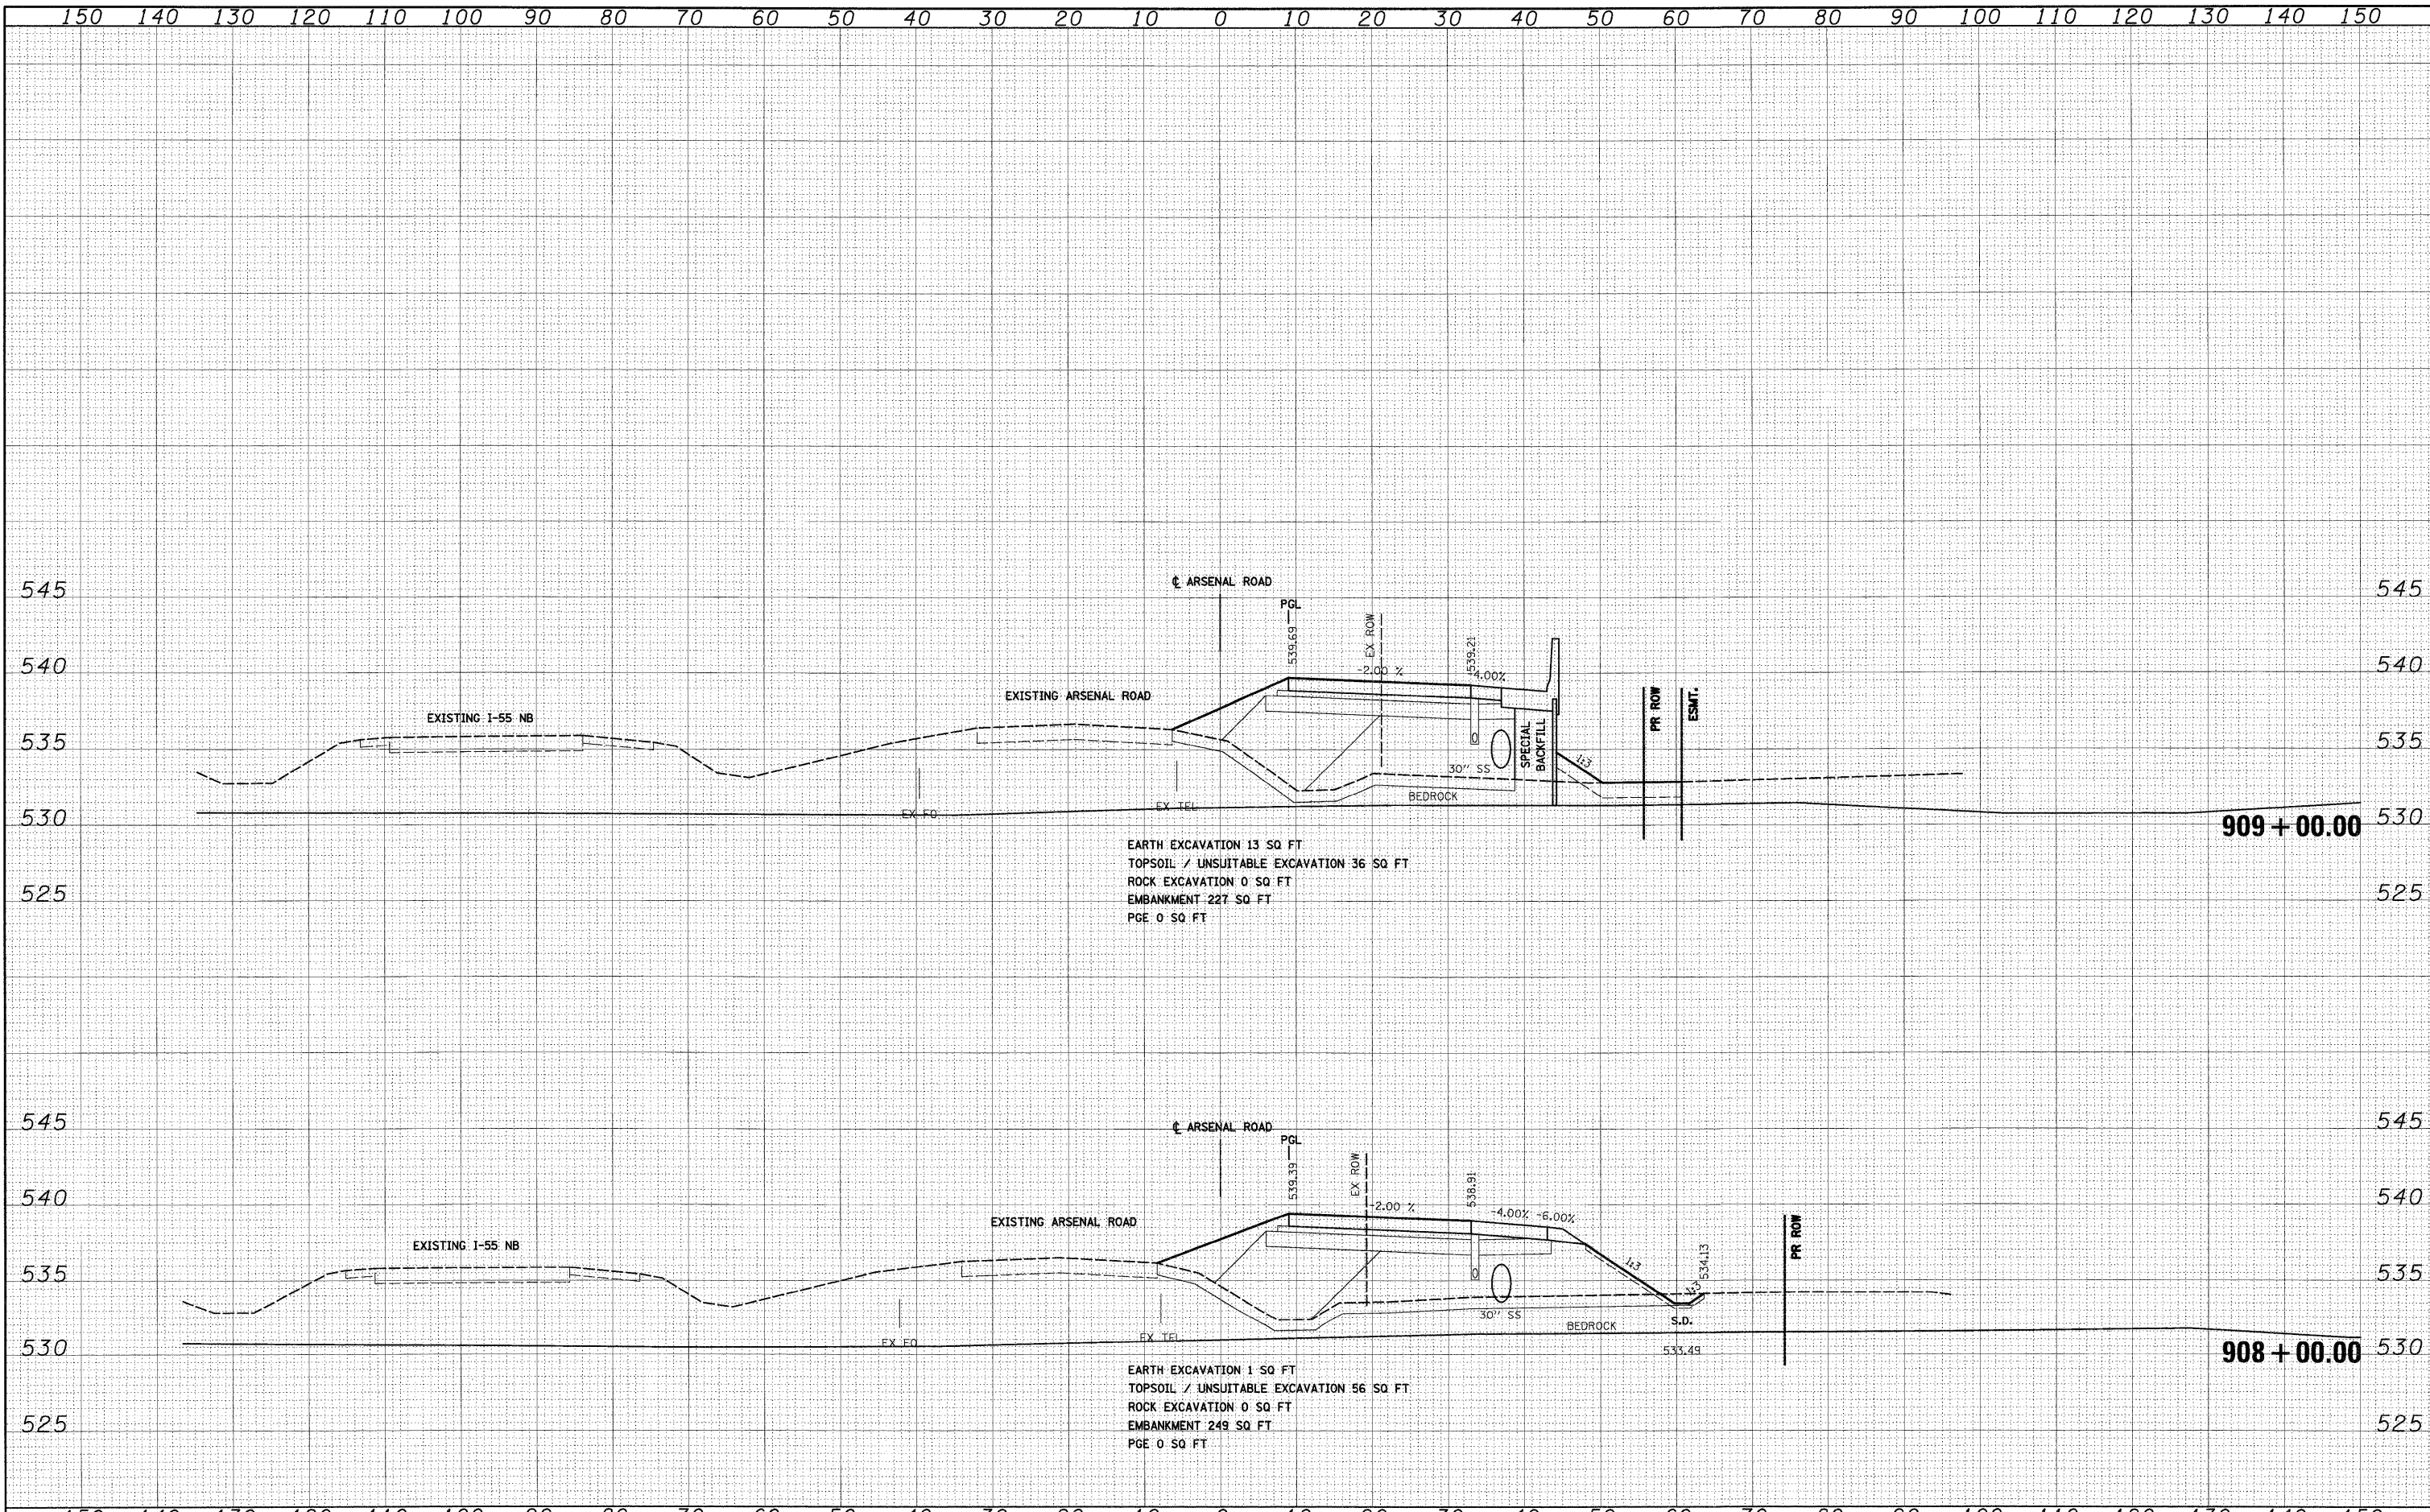 150 140 130 120 110 100 90 80 70 60 50 40 30 20 10 0 10 20 30 40 50 60 70 80 90 100 110 120 130 140 150
545 545
₵ ARSENAL ROAD
PGL
539.69
EX ROW
539.21
540 540
-2.00 %
-4.00%
EXISTING ARSENAL ROAD
EXISTING I-55 NB
PR ROW
ESMT.
535 535
SPECIAL
BACKFILL
1:3
30'' SS
BEDROCK
EX FO
EX TEL
530 530
909 + 00.00
EARTH EXCAVATION 13 SQ FT
TOPSOIL / UNSUITABLE EXCAVATION 36 SQ FT
ROCK EXCAVATION 0 SQ FT
EMBANKMENT 227 SQ FT
PGE 0 SQ FT
525 525
545 545
₵ ARSENAL ROAD
PGL
539.39
EX ROW
538.91
540 540
-2.00 %
-4.00% -6.00%
EXISTING ARSENAL ROAD
EXISTING I-55 NB
PR ROW
535 535
1:3
1:3
534.13
30'' SS
S.D.
BEDROCK
EX FO
EX TEL
533.49
530 530
908 + 00.00
EARTH EXCAVATION 1 SQ FT
TOPSOIL / UNSUITABLE EXCAVATION 56 SQ FT
ROCK EXCAVATION 0 SQ FT
EMBANKMENT 249 SQ FT
PGE 0 SQ FT
525 525